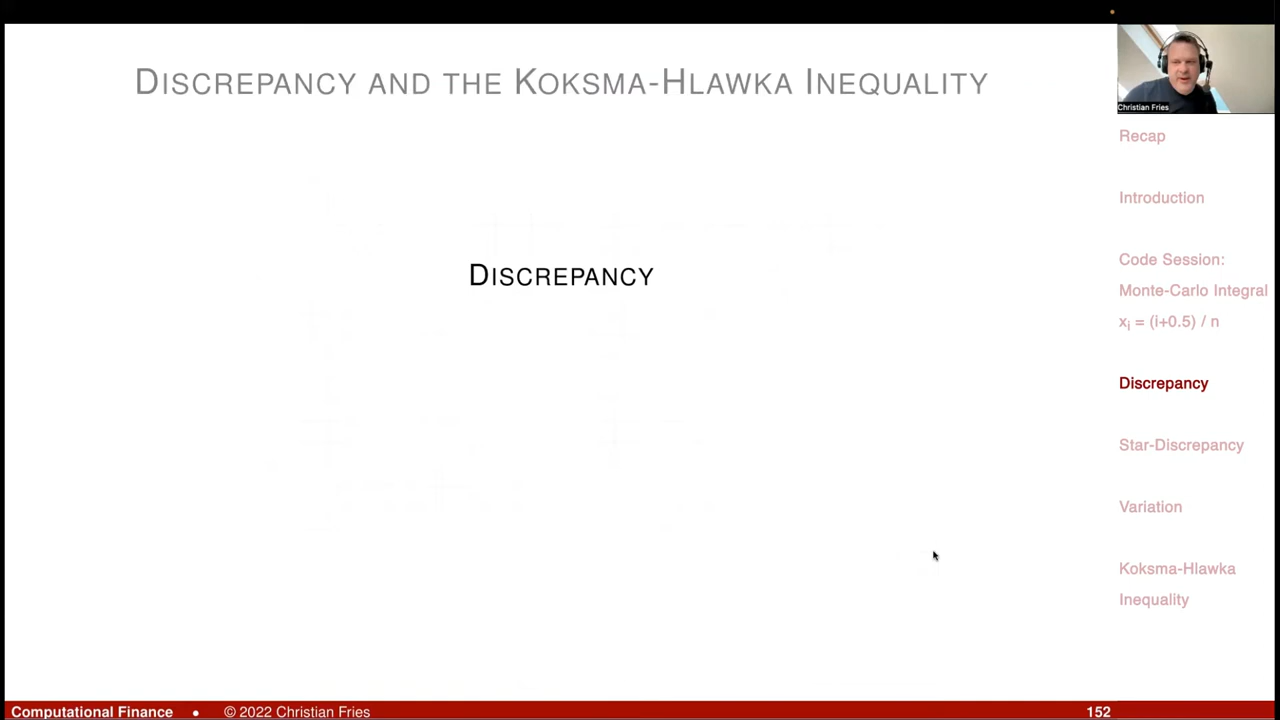 DISCREPANCY AND THE KOKSMA-HLAWKA INEQUALITY
Christian Fries
Recap
Introduction
Code Session:
Monte-Carlo Integral
xi = (i+0.5) / n
DISCREPANCY
Discrepancy
Star-Discrepancy
Variation
Koksma-Hlawka
Inequality
Computational Finance • © 2022 Christian Fries 152